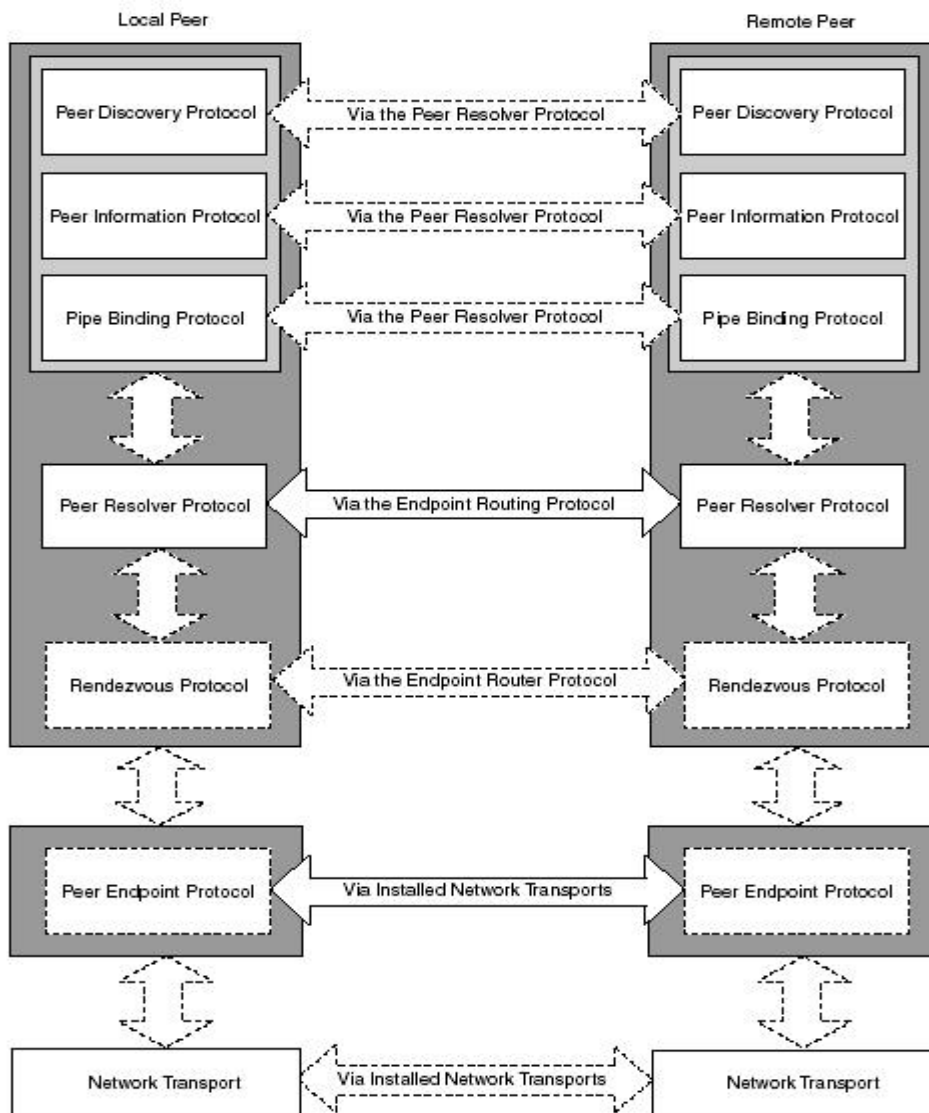 Local Peer
Remote Peer
Peer Discovery Protocol
Via the Peer Resolver Protocol
Peer Discovery Protocol
Peer Information Protocol
Via the Peer Resolver Protocol
Peer Information Protocol
Pipe Binding Protocol
Via the Peer Resolver Protocol
Pipe Binding Protocol
Peer Resolver Protocol
Via the Endpoint Routing Protocol
Peer Resolver Protocol
Rendezvous Protocol
Via the Endpoint Router Protocol
Rendezvous Protocol
Peer Endpoint Protocol
Via Installed Network Transports
Peer Endpoint Protocol
Network Transport
Via Installed Network Transports
Network Transport